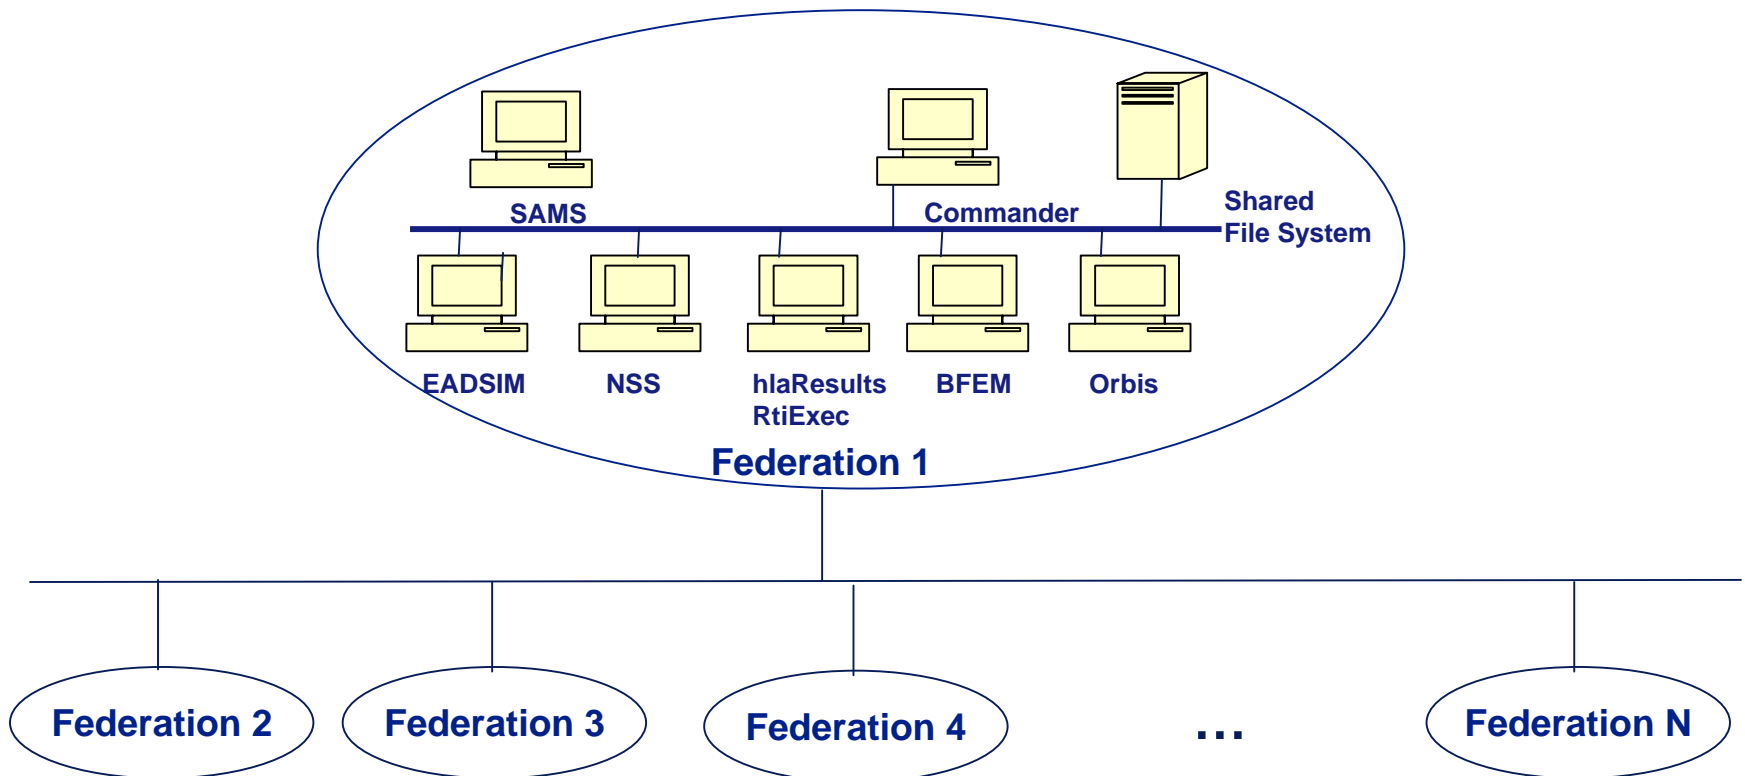 SAMS
Commander
Shared
File System
EADSIM
NSS
hlaResults
RtiExec
BFEM
Orbis
Federation 1
Federation 2
Federation 3
Federation 4
...
Federation N